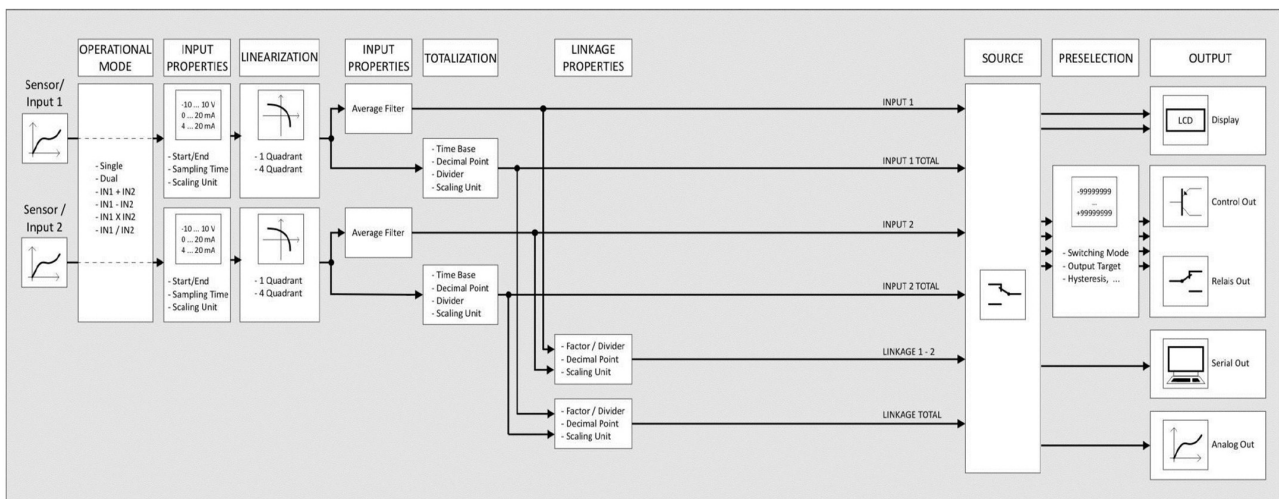 OPERATIONAL
MODE
INPUT
PROPERTIES
LINEARIZATION
INPUT
PROPERTIES
TOTALIZATION
LINKAGE
PROPERTIES
SOURCE
PRESELECTION
OUTPUT
Sensor/
Input 1
- Single
- Dual
- IN1 + IN2
- IN1 - IN2
- IN1 X IN2
- IN1 / IN2
-10 ... 10 V
0 ... 20 mA
4 ... 20 mA
- Start/End
- Sampling Time
- Scaling Unit
- 1 Quadrant
- 4 Quadrant
Average Filter
- Time Base
- Decimal Point
- Divider
- Scaling Unit
INPUT 1
INPUT 1 TOTAL
Sensor /
Input 2
-10 ... 10 V
0 ... 20 mA
4 ... 20 mA
- Start/End
- Sampling Time
- Scaling Unit
- 1 Quadrant
- 4 Quadrant
Average Filter
- Time Base
- Decimal Point
- Divider
- Scaling Unit
INPUT 2
INPUT 2 TOTAL
- Factor / Divider
- Decimal Point
- Scaling Unit
LINKAGE 1 - 2
- Factor / Divider
- Decimal Point
- Scaling Unit
LINKAGE TOTAL
-99999999
...
+99999999
- Switching Mode
- Output Target
- Hysteresis, ...
LCD
Display
Control Out
Relais Out
Serial Out
Analog Out